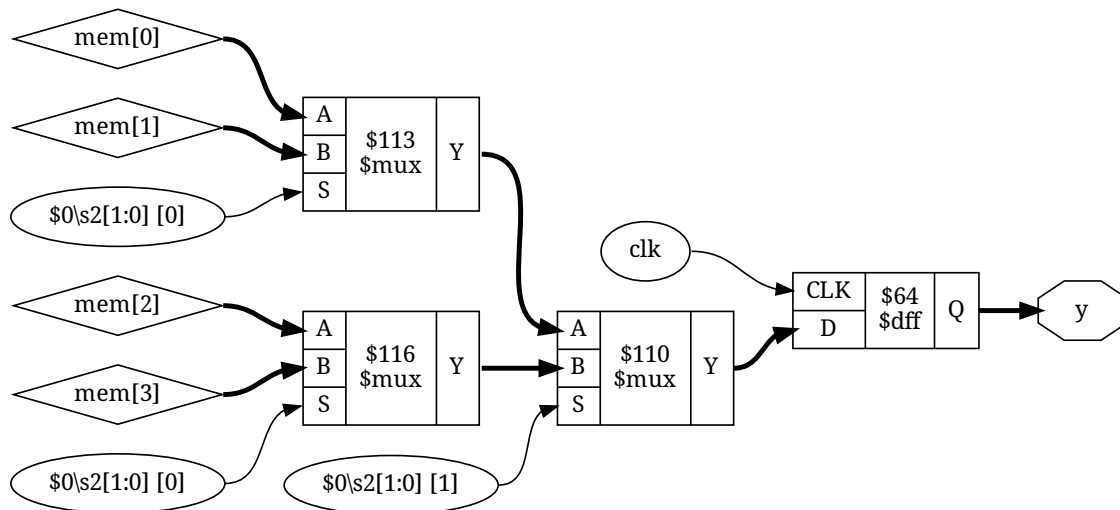 mem[0]
mem[1]
$0\s2[1:0] [0]
A
B
S
$113
$mux
Y
mem[2]
mem[3]
$0\s2[1:0] [0]
A
B
S
$116
$mux
Y
$0\s2[1:0] [1]
A
B
S
$110
$mux
Y
clk
CLK
D
$64
$dff
Q
y